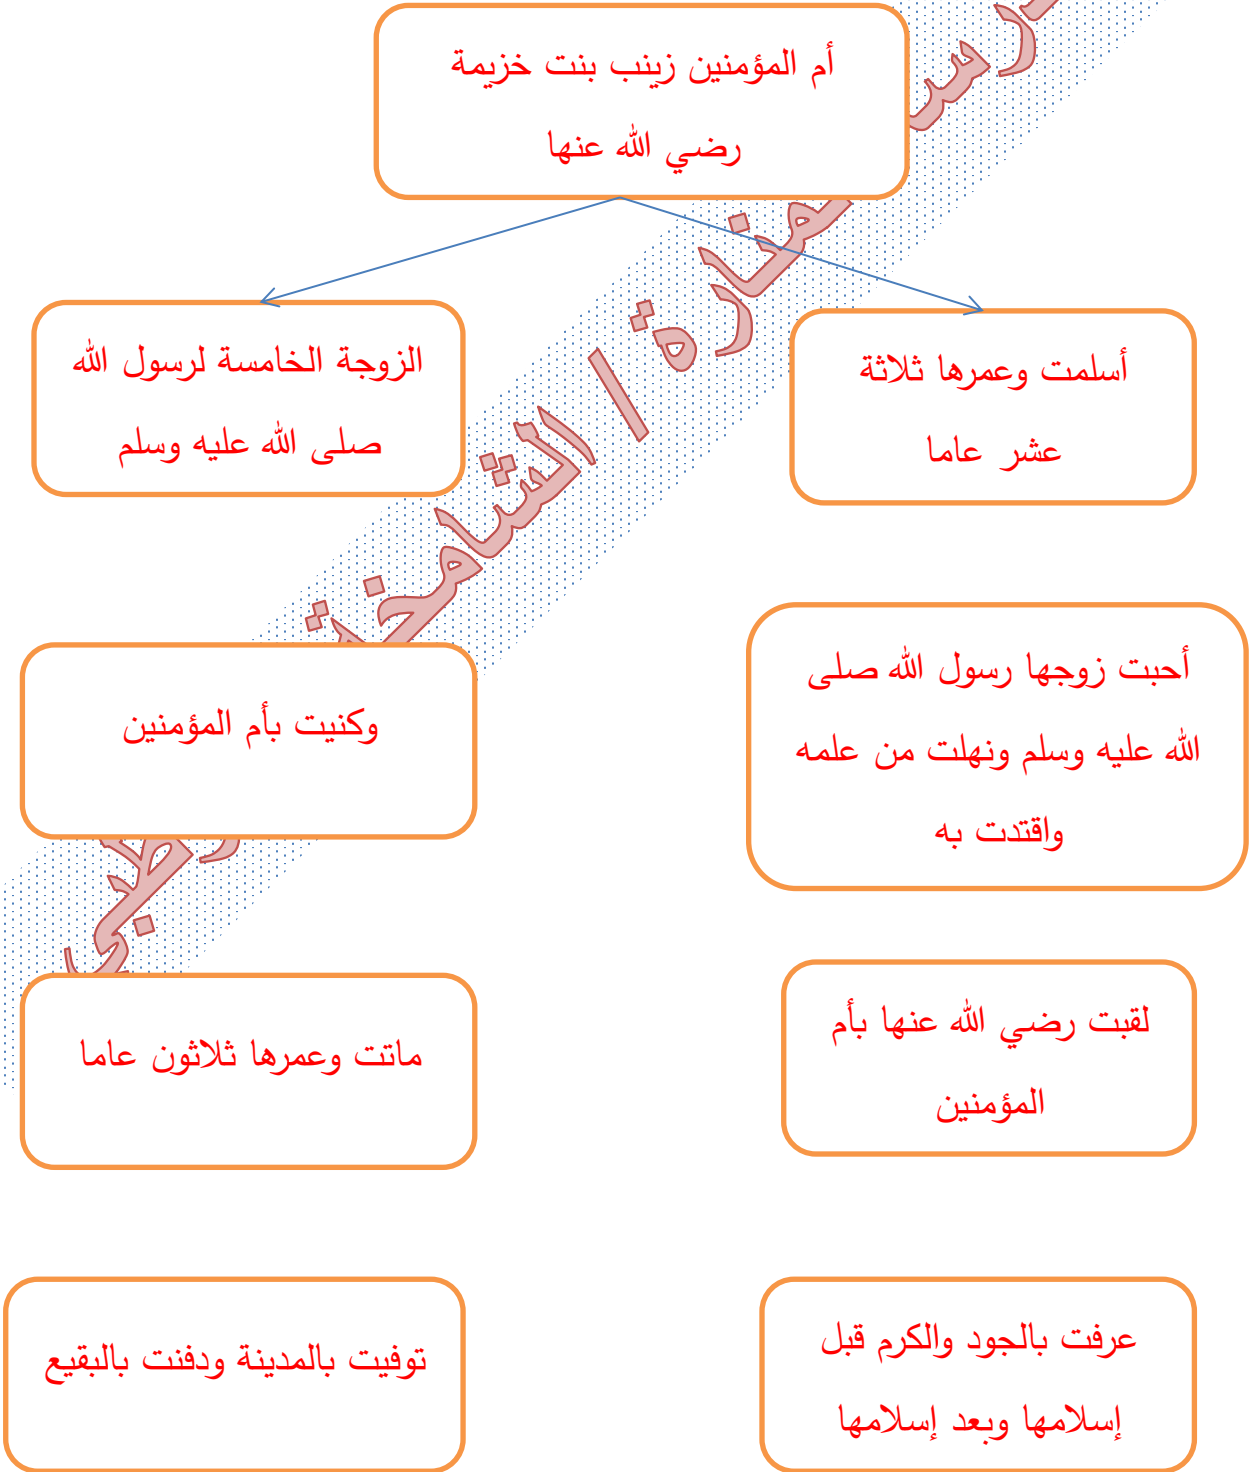 أم المؤمنين زينب بنت خزيمة
رضي الله عنها
أسلمت وعمرها ثلاثة
عشر عاما
الزوجة الخامسة لرسول الله
صلى الله عليه وسلم
أحبت زوجها رسول الله صلى
الله عليه وسلم ونهلت من علمه
واقتدت به
وكنيت بأم المؤمنين
لقبت رضي الله عنها بأم
المؤمنين
ماتت وعمرها ثلاثون عاما
عرفت بالجود والكرم قبل
إسلامها وبعد إسلامها
توفيت بالمدينة ودفنت بالبقيع
/ الشامخة